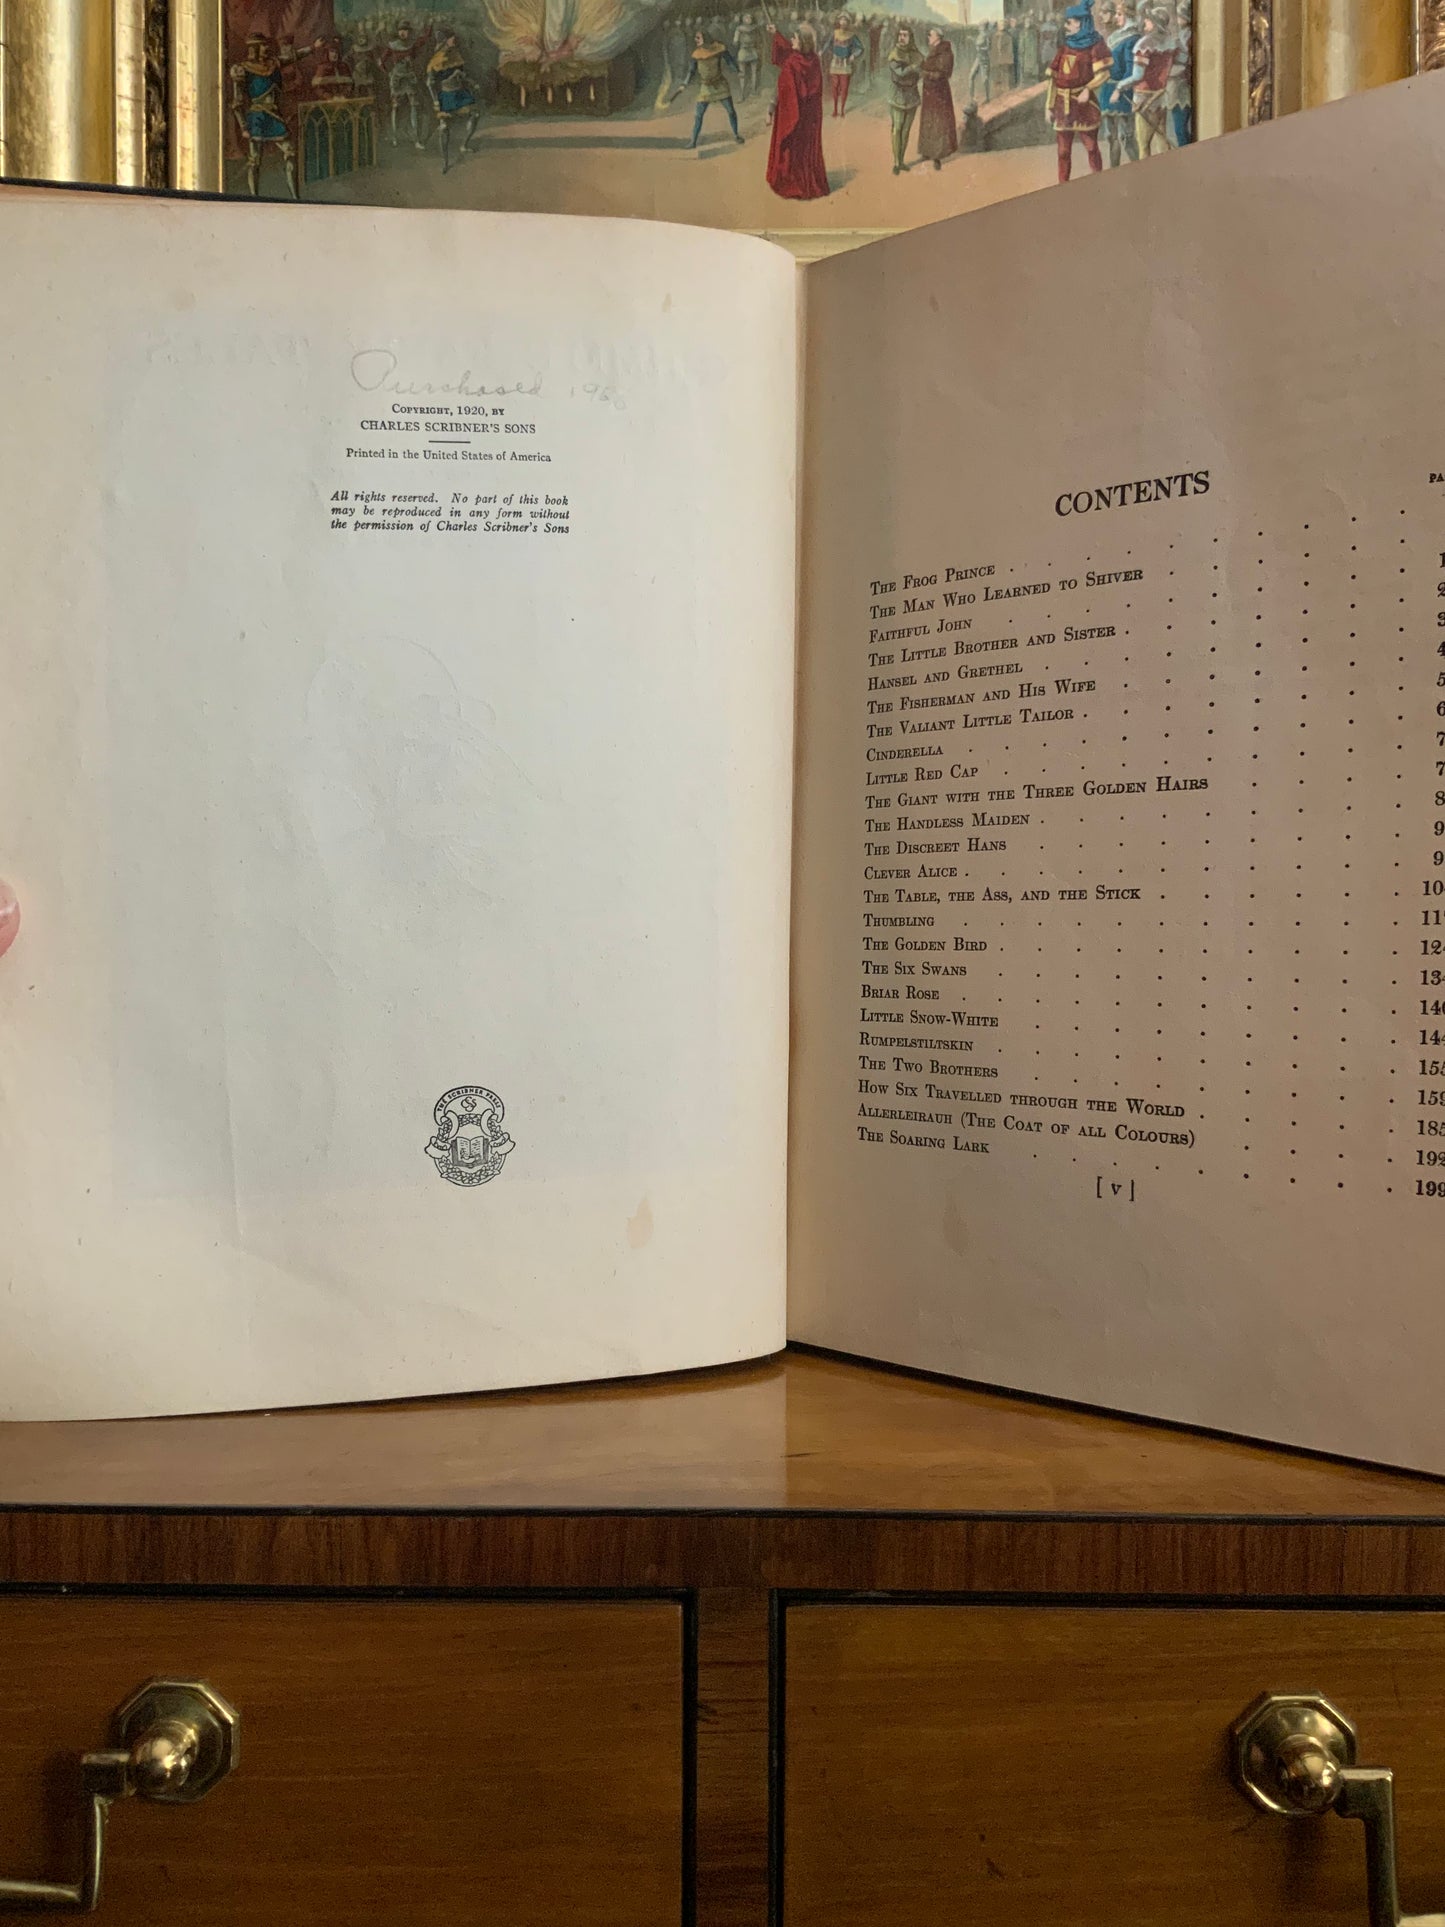 Purchased
COPYRIGHT, 1920, BY
CHARLES SCRIBNER'S SONS
Printed in the United States of America
All rights reserved. No part of this book
may be reproduced in any form without
the permission of Charles Scribner's Sons
THE SCRIBNER PRESS
CONTENTS
THE FROG PRINCE
THE MAN WHO LEARNED TO SHIVER
FAITHFUL JOHN
THE LITTLE BROTHER AND SISTER
HANSEL AND GRETHEL
THE FISHERMAN AND HIS WIFE
THE VALIANT LITTLE TAILOR
CINDERELLA
LITTLE RED CAP
THE GIANT WITH THE THREE GOLDEN HAIRS
THE HANDLESS MAIDEN
THE DISCREET HANS
CLEVER ALICE
THE TABLE, THE ASS, AND THE STICK
THUMBLING
THE GOLDEN BIRD
THE SIX SWANS
BRIAR ROSE
LITTLE SNOW-WHITE
RUMPELSTILTSKIN
THE TWO BROTHERS
HOW SIX TRAVELLED THROUGH THE WORLD
ALLERLEIRAUH (THE COAT OF ALL COLOURS)
THE SOARING LARK
[ v ]